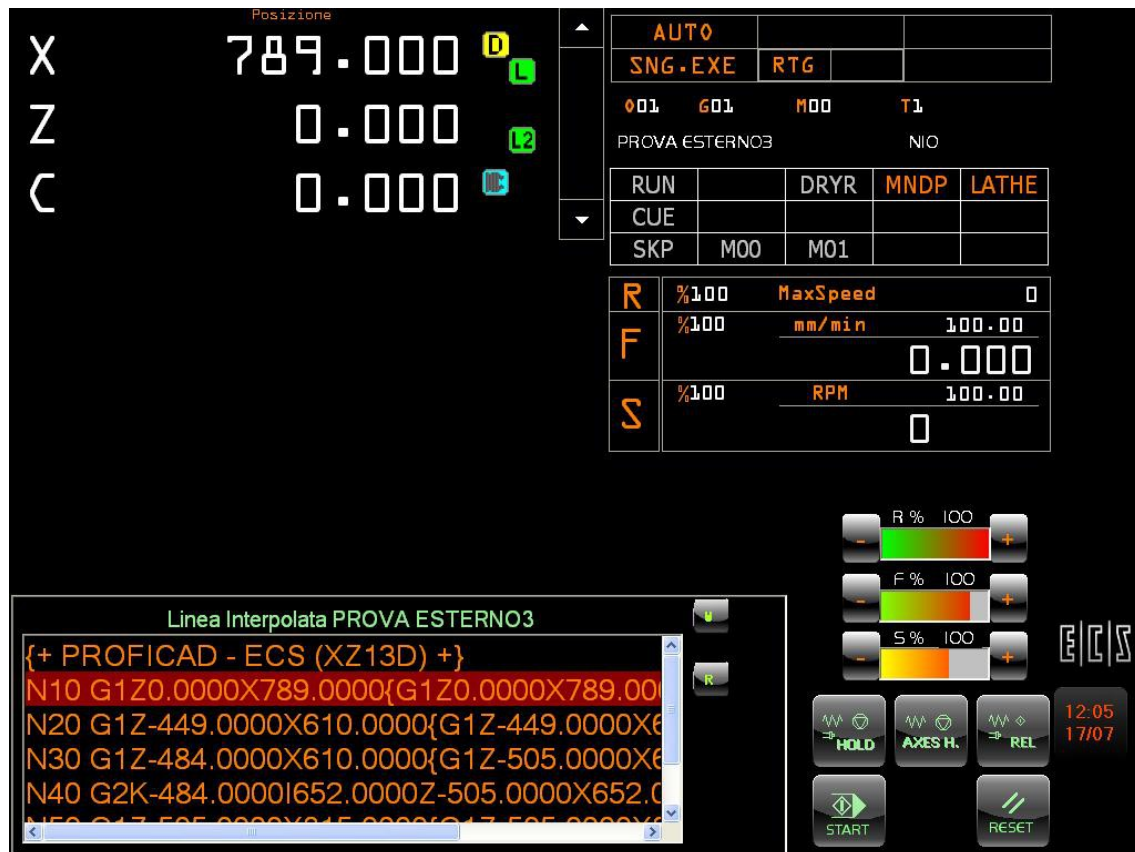 Posizione
X 789.000 D L
Z 0.000 L2
C 0.000
AUTO
SNG.EXE RTG
O01 G01 M00 T1
PROVA ESTERNO3 NIO
RUN DRYR MNDP LATHE
CUE
SKP M00 M01
R %100 MaxSpeed 0
F %100 mm/min 100.00
0.000
S %100 RPM 100.00
0
R % 100
- +
F % 100
- +
S % 100
- +
E|C|S
Linea Interpolata PROVA ESTERNO3
{+ PROFICAD - ECS (XZ13D) +}
N10 G1Z0.0000X789.0000{G1Z0.0000X789.00
N20 G1Z-449.0000X610.0000{G1Z-449.0000X6
N30 G1Z-484.0000X610.0000{G1Z-505.0000X6
N40 G2K-484.0000I652.0000Z-505.0000X652.0
R
HOLD AXES H. REL
12:05
17/07
START RESET